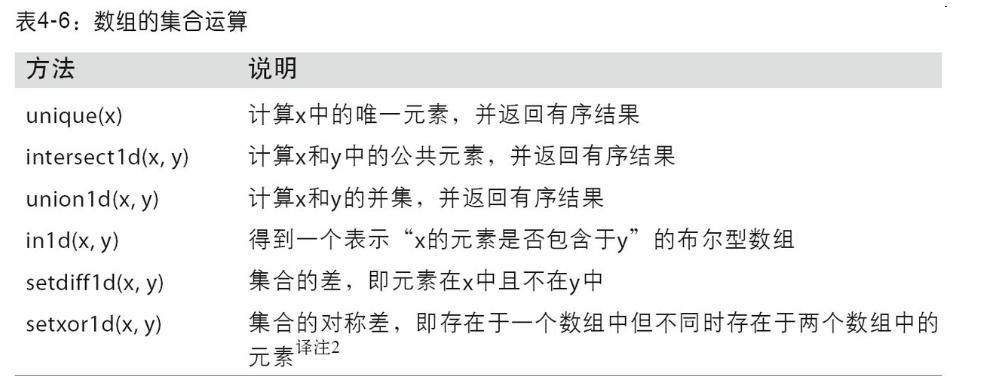 表4-6：数组的集合运算
方法 说明
unique(x) 计算x中的唯一元素，并返回有序结果
intersect1d(x, y) 计算x和y中的公共元素，并返回有序结果
union1d(x, y) 计算x和y的并集，并返回有序结果
in1d(x, y) 得到一个表示“x的元素是否包含于y”的布尔型数组
setdiff1d(x, y) 集合的差，即元素在x中且不在y中
setxor1d(x, y) 集合的对称差，即存在于一个数组中但不同时存在于两个数组中的
元素译注2